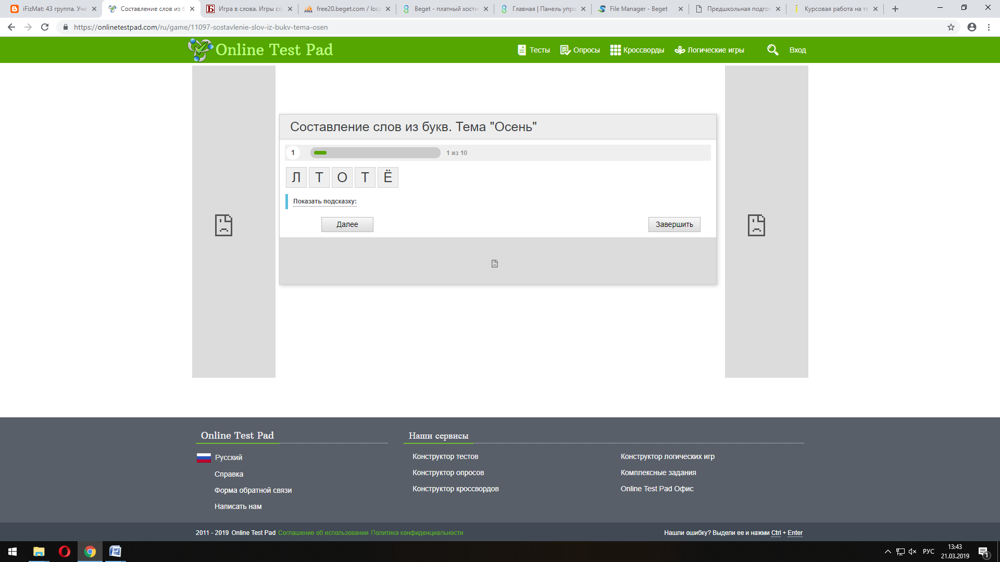 iFizMat: 43 группа. Уче
Составление слов из б
Игра в слова. Игры со
free20.beget.com / loca
Beget - платный хости
Главная | Панель упра
File Manager - Beget
Предшкольная подгот
Курсовая работа на те
https://onlinetestpad.com/ru/game/11097-sostavlenie-slov-iz-bukv-tema-osen
Online Test Pad
Тесты
Опросы
Кроссворды
Логические игры
Вход
Составление слов из букв. Тема "Осень"
1
1 из 10
Л Т О Т Ё
Показать подсказку:
Далее
Завершить
Online Test Pad
Русский
Справка
Форма обратной связи
Написать нам
Наши сервисы
Конструктор тестов
Конструктор опросов
Конструктор кроссвордов
Конструктор логических игр
Комплексные задания
Online Test Pad Офис
2011 - 2019 Online Test Pad Соглашение об использовании Политика конфиденциальности
Нашли ошибку? Выдели ее и нажми Ctrl + Enter
РУС
13:43
21.03.2019
1